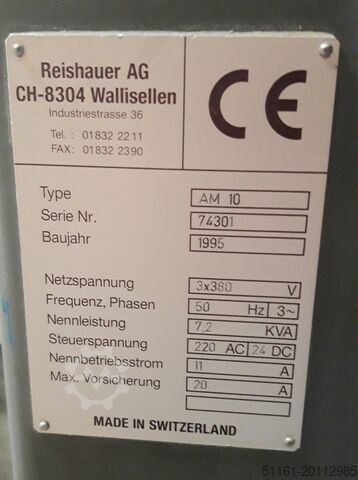 Reishauer AG
CH-8304 Wallisellen
Industriestrasse 36
Tel. : 01832 22 11
FAX: 01832 2390
CE
Type AM 10
Serie Nr. 74301
Baujahr 1995
Netzspannung 3x380 V
Frequenz, Phasen 50 Hz 3~
Nennleistung 7,2 KVA
Steuerspannung 220 AC 24 DC
Nennbetriebsstrom 11 A
Max. Vorsicherung 20 A
MADE IN SWITZERLAND
51161-20112985